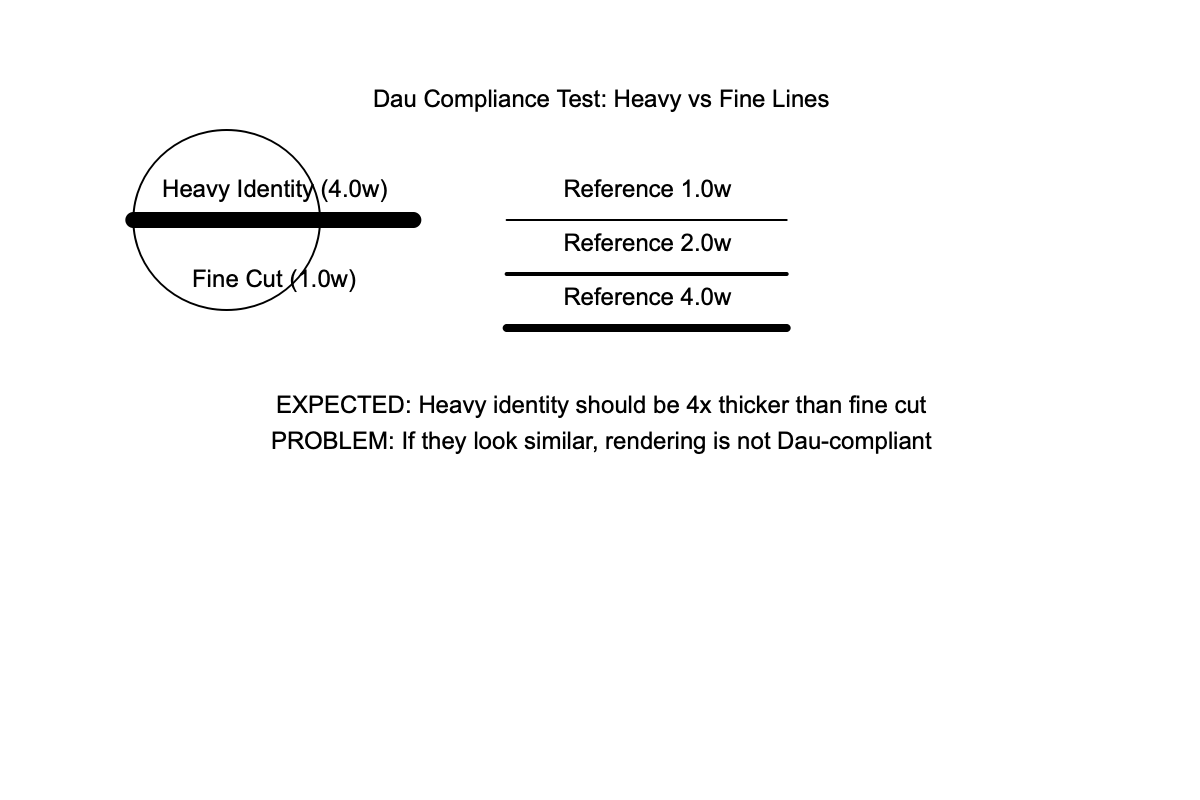 Dau Compliance Test: Heavy vs Fine Lines
Heavy Identity (4.0w)
Fine Cut (1.0w)
Reference 1.0w
Reference 2.0w
Reference 4.0w
EXPECTED: Heavy identity should be 4x thicker than fine cut
PROBLEM: If they look similar, rendering is not Dau-compliant